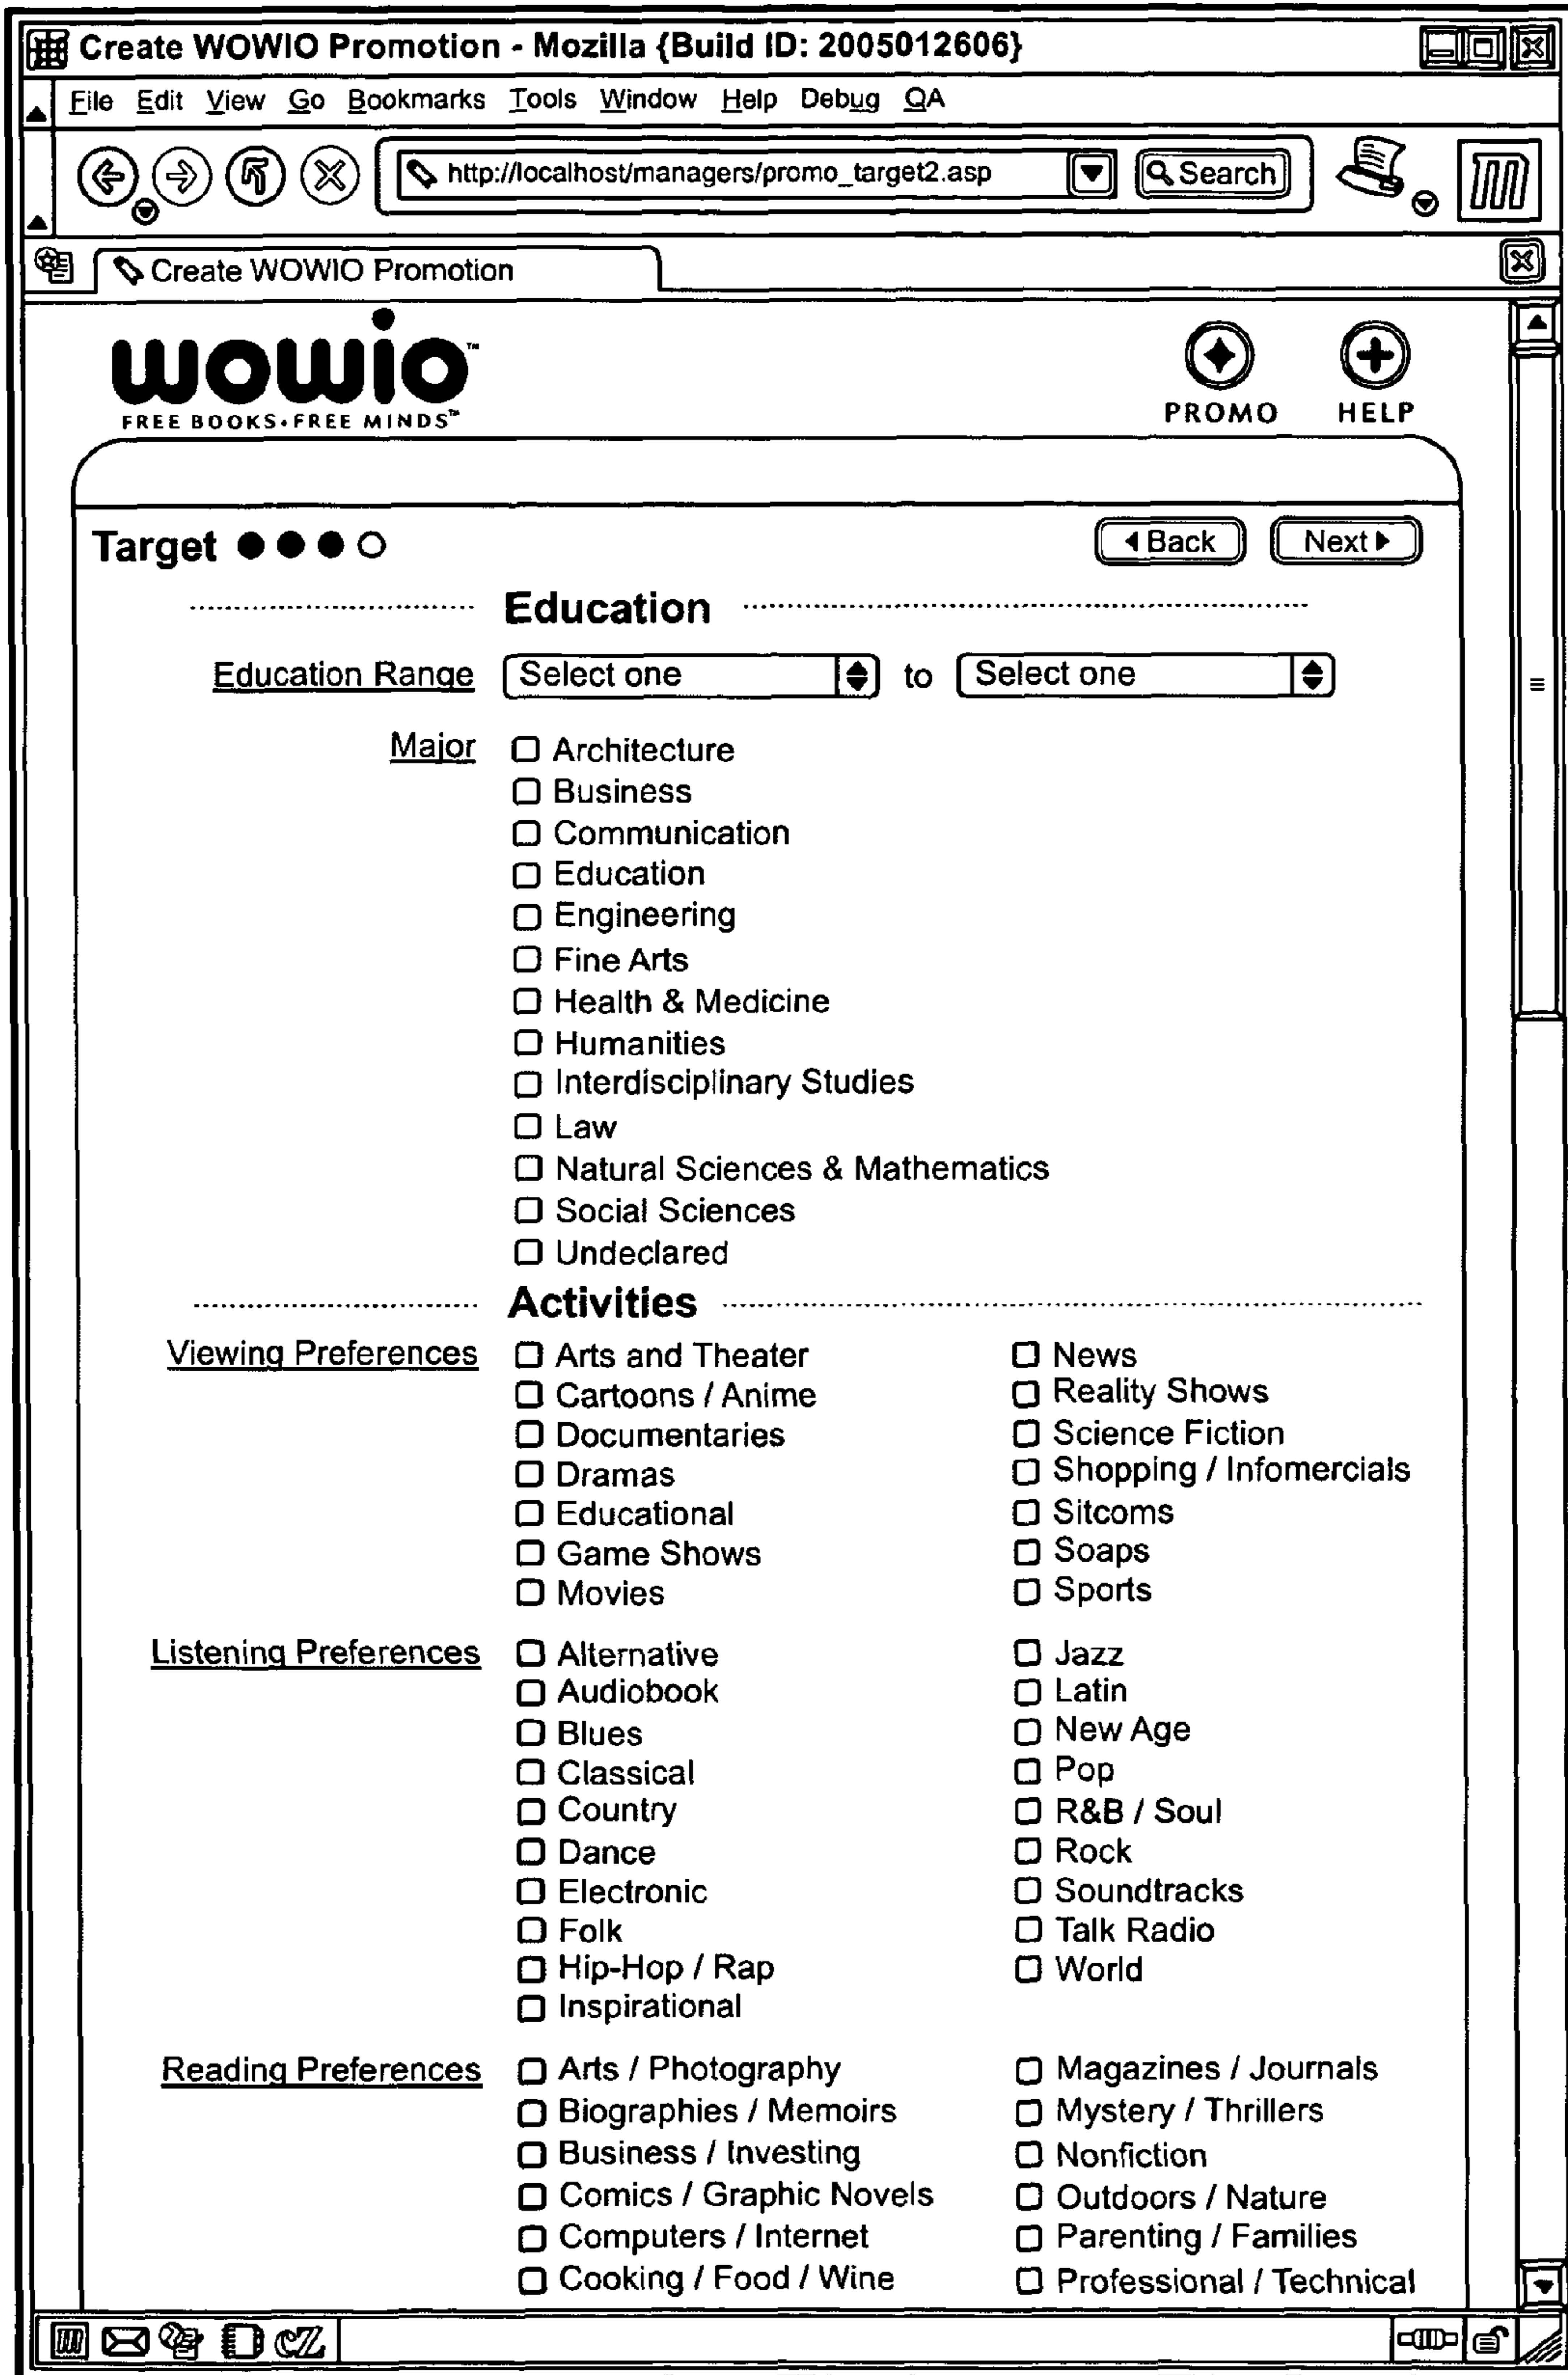 Create WOWIO Promotion - Mozilla {Build ID: 2005012606}
File Edit View Go Bookmarks Tools Window Help Debug QA
http://localhost/managers/promo_target2.asp Search
Create WOWIO Promotion
wowio™
FREE BOOKS•FREE MINDS™
PROMO HELP
Target Back Next
Education
Education Range Select one to Select one
Major Architecture
Business
Communication
Education
Engineering
Fine Arts
Health & Medicine
Humanities
Interdisciplinary Studies
Law
Natural Sciences & Mathematics
Social Sciences
Undeclared
Activities
Viewing Preferences Arts and Theater News
Cartoons / Anime Reality Shows
Documentaries Science Fiction
Dramas Shopping / Infomercials
Educational Sitcoms
Game Shows Soaps
Movies Sports
Listening Preferences Alternative Jazz
Audiobook Latin
Blues New Age
Classical Pop
Country R&B / Soul
Dance Rock
Electronic Soundtracks
Folk Talk Radio
Hip-Hop / Rap World
Inspirational
Reading Preferences Arts / Photography Magazines / Journals
Biographies / Memoirs Mystery / Thrillers
Business / Investing Nonfiction
Comics / Graphic Novels Outdoors / Nature
Computers / Internet Parenting / Families
Cooking / Food / Wine Professional / Technical
cZ